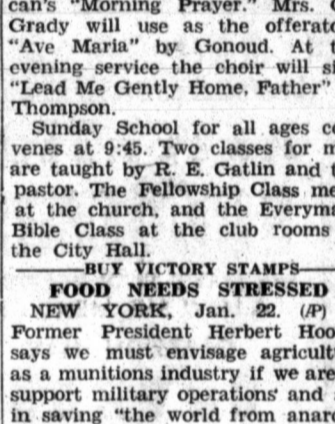 can's "Morning Prayer." Mrs.
Grady will use as the offerato
"Ave Maria" by Gonoud. At
evening service the choir will si
"Lead Me Gently Home, Father"
Thompson.
Sunday School for all ages co
venes at 9:45. Two classes for m
are taught by R. E. Gatlin and t
pastor. The Fellowship Class me
at the church, and the Everyma
Bible Class at the club rooms
the City Hall.
BUY VICTORY STAMPS
FOOD NEEDS STRESSED
NEW YORK, Jan. 22. (AP)
Former President Herbert Hoo
says we must envisage agricult
as a munitions industry if we are
support military operations' and
in saving "the world from anarc